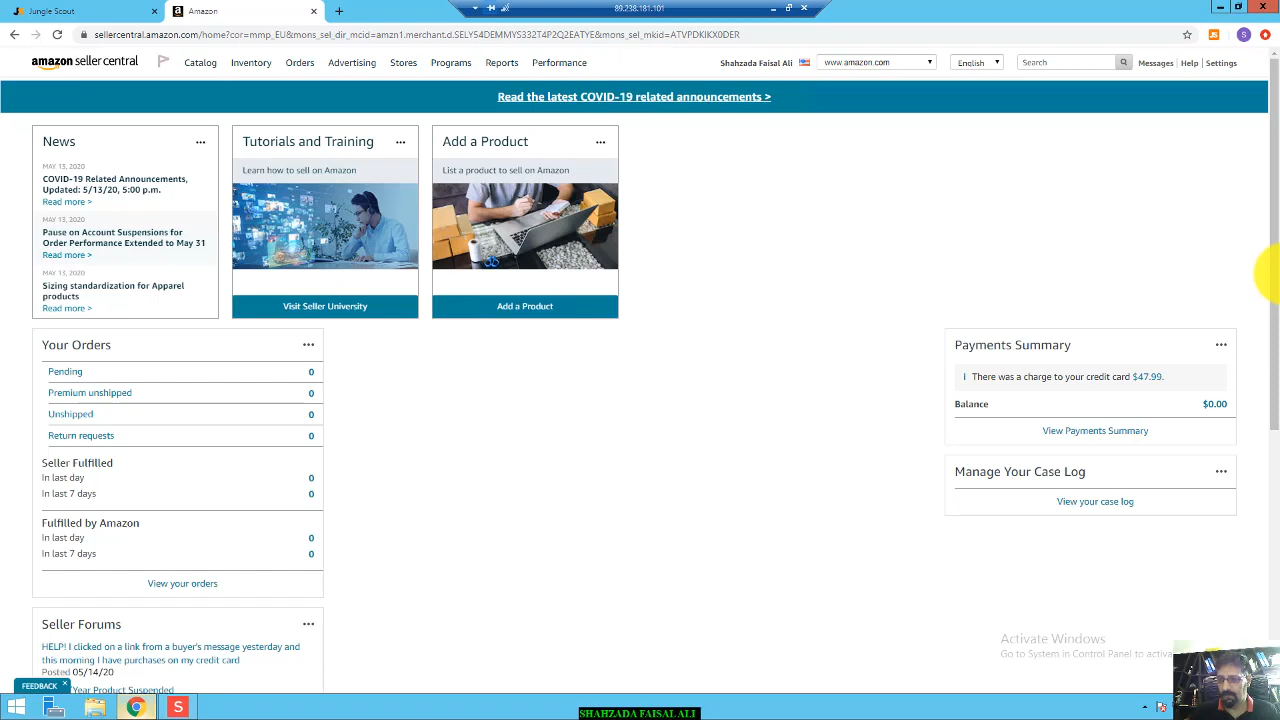 Jungle Scout
Amazon
89.238.181.101
sellercentral.amazon.com/home?cor=mmp_EU&mons_sel_dir_mcid=amzn1.merchant.d.SELY54DEMMYS332T4P2Q2EATYE&mons_sel_mkid=ATVPDKIKX0DER
amazon seller central
Catalog
Inventory
Orders
Advertising
Stores
Programs
Reports
Performance
Shahzada Faisal Ali
www.amazon.com
English
Search
Messages
Help
Settings
Read the latest COVID-19 related announcements >
News
MAY 13, 2020
COVID-19 Related Announcements,
Updated: 5/13/20, 5:00 p.m.
Read more >
MAY 13, 2020
Pause on Account Suspensions for
Order Performance Extended to May 31
Read more >
MAY 13, 2020
Sizing standardization for Apparel
products
Read more >
Tutorials and Training
Learn how to sell on Amazon
Visit Seller University
Add a Product
List a product to sell on Amazon
Add a Product
Your Orders
Pending 0
Premium unshipped 0
Unshipped 0
Return requests 0
Seller Fulfilled
In last day 0
In last 7 days 0
Fulfilled by Amazon
In last day 0
In last 7 days 0
View your orders
Payments Summary
There was a charge to your credit card $47.99.
Balance $0.00
View Payments Summary
Manage Your Case Log
View your case log
Seller Forums
HELP! I clicked on a link from a buyer's message yesterday and
this morning I have purchases on my credit card
Posted 05/14/20
Year Product Suspended
FEEDBACK
Activate Windows
Go to System in Control Panel to
SHAHZADA FAISAL ALI